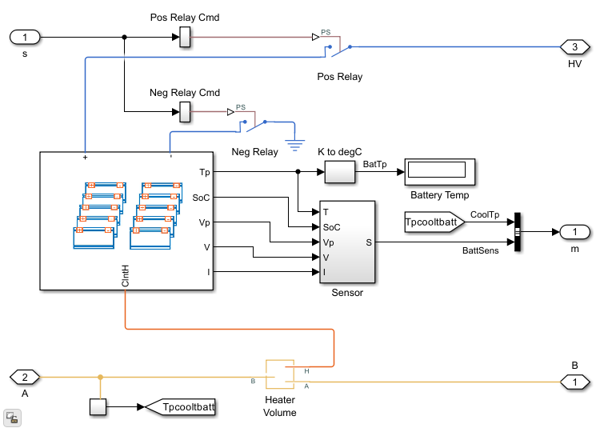 Pos Relay Cmd
1
s
PS
Pos Relay
3
HV
Neg Relay Cmd
PS
Neg Relay
+
-
K to degC
BatTp
Battery Temp
Tp
SoC
Vp
V
I
ClntH
T
SoC
Vp
V
I
S
Sensor
Tpcooltbatt
CoolTp
BattSens
1
m
2
A
B
H
A
Heater
Volume
B
1
Tpcooltbatt